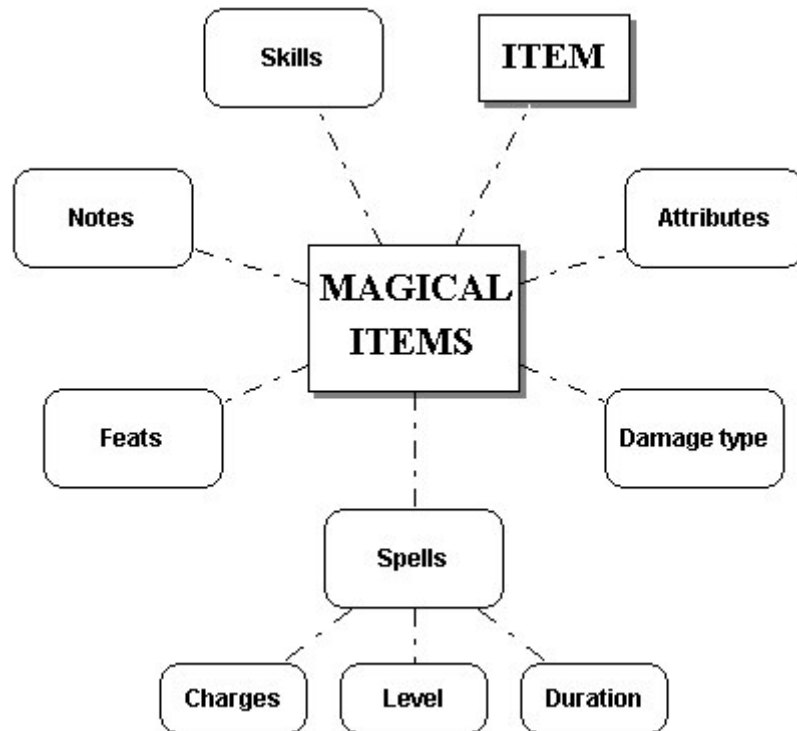 Skills
ITEM
Notes
Attributes
MAGICAL
ITEMS
Feats
Damage type
Spells
Charges
Level
Duration